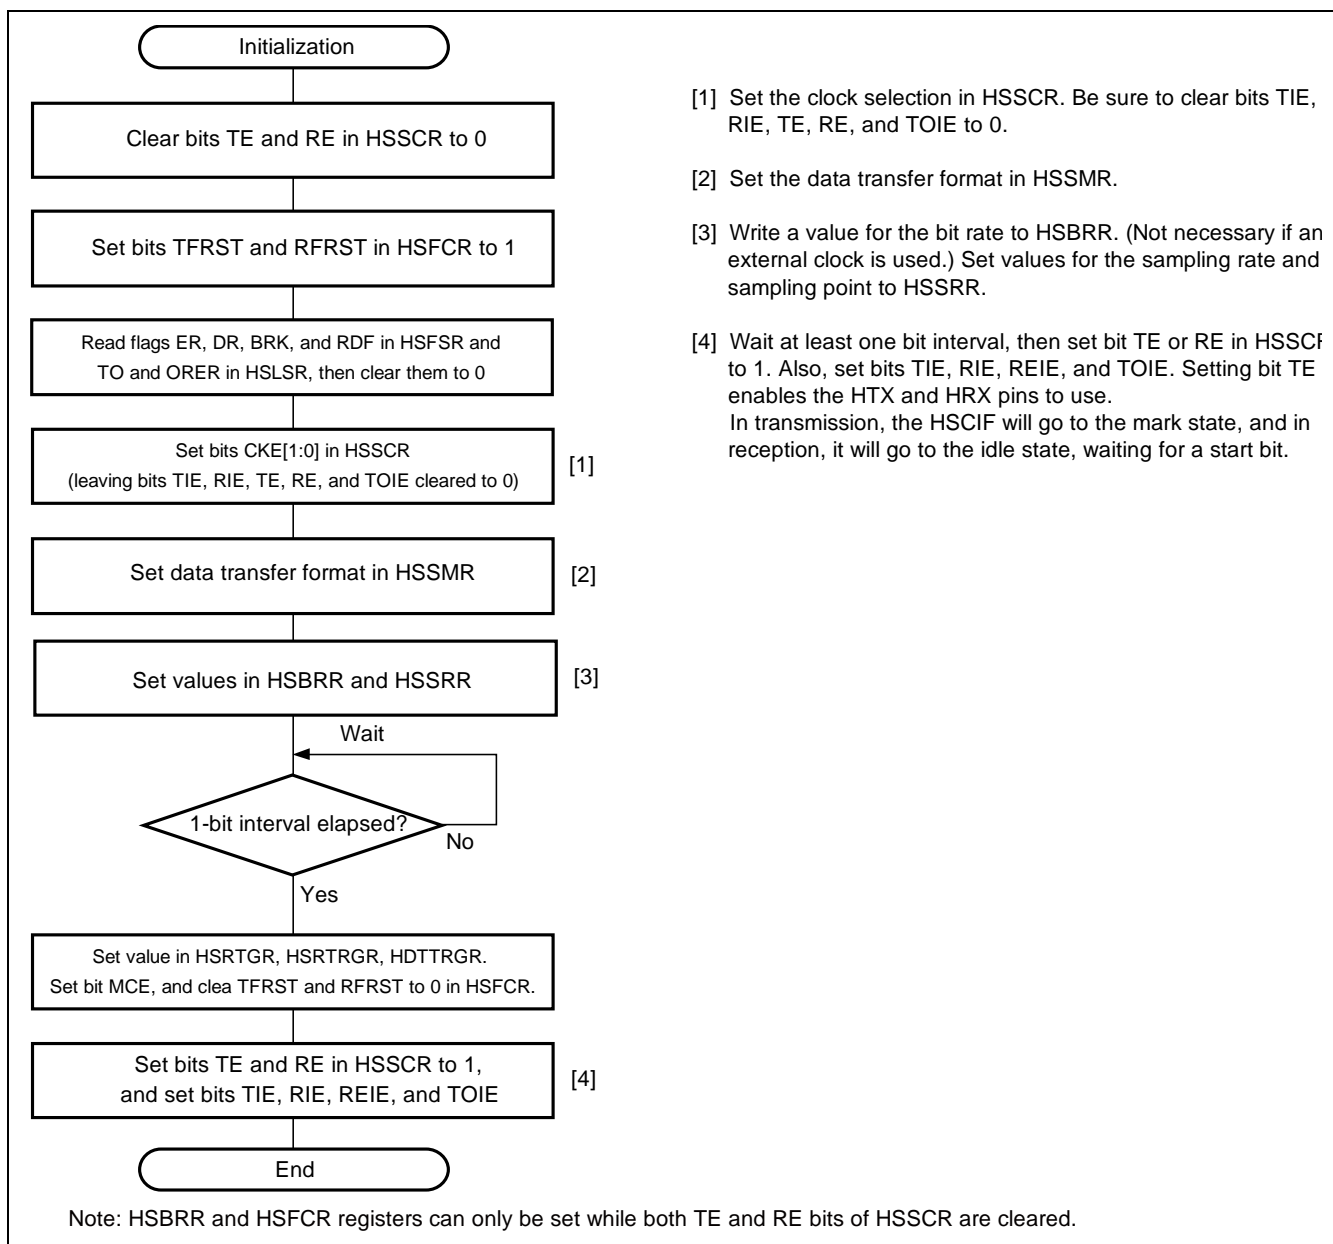 Initialization
Clear bits TE and RE in HSSCR to 0
Set bits TFRST and RFRST in HSFCR to 1
Read flags ER, DR, BRK, and RDF in HSFSR and
TO and ORER in HSLSR, then clear them to 0
Set bits CKE[1:0] in HSSCR
(leaving bits TIE, RIE, TE, RE, and TOIE cleared to 0)
[1]
Set data transfer format in HSSMR
[2]
Set values in HSBRR and HSSRR
[3]
Wait
1-bit interval elapsed?
No
Yes
Set value in HSRTGR, HSRTRGR, HDTTRGR.
Set bit MCE, and clea TFRST and RFRST to 0 in HSFCR.
Set bits TE and RE in HSSCR to 1,
and set bits TIE, RIE, REIE, and TOIE
[4]
End
[1] Set the clock selection in HSSCR. Be sure to clear bits TIE,
RIE, TE, RE, and TOIE to 0.
[2] Set the data transfer format in HSSMR.
[3] Write a value for the bit rate to HSBRR. (Not necessary if an
external clock is used.) Set values for the sampling rate and
sampling point to HSSRR.
[4] Wait at least one bit interval, then set bit TE or RE in
to 1. Also, set bits TIE, RIE, REIE, and TOIE. Setting bit TE
enables the HTX and HRX pins to use.
In transmission, the HSCIF will go to the mark state, and in
reception, it will go to the idle state, waiting for a start bit.
Note: HSBRR and HSFCR registers can only be set while both TE and RE bits of HSSCR are cleared.